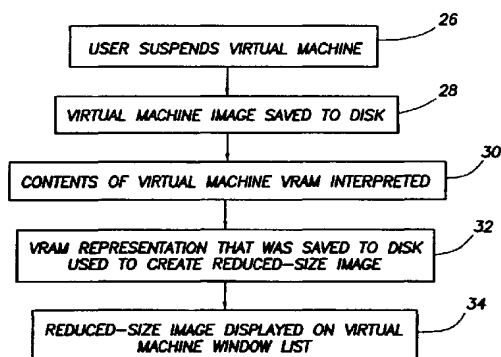 26
USER SUSPENDS VIRTUAL MACHINE
28
VIRTUAL MACHINE IMAGE SAVED TO DISK
30
CONTENTS OF VIRTUAL MACHINE VRAM INTERPRETED
32
VRAM REPRESENTATION THAT WAS SAVED TO DISK
USED TO CREATE REDUCED-SIZE IMAGE
34
REDUCED-SIZE IMAGE DISPLAYED ON VIRTUAL
MACHINE WINDOW LIST